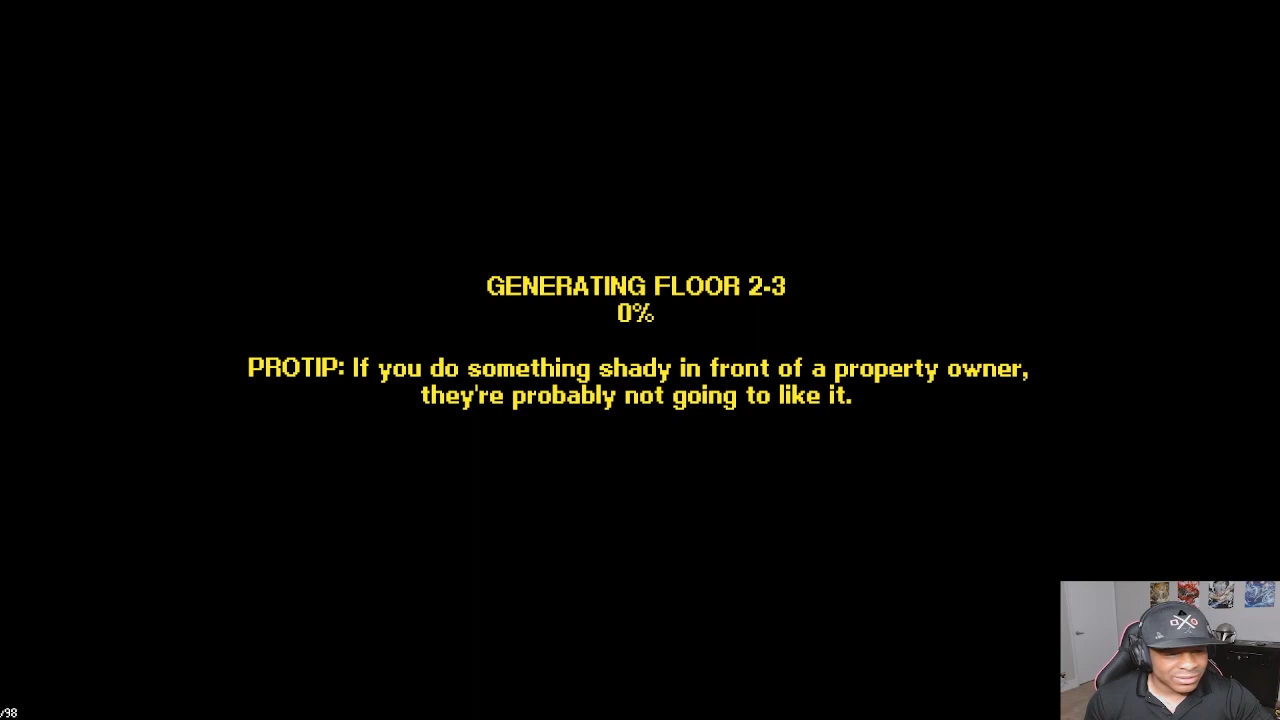 GENERATING FLOOR 2-3
0%
PROTIP: If you do something shady in front of a property owner,
they're probably not going to like it.
v98